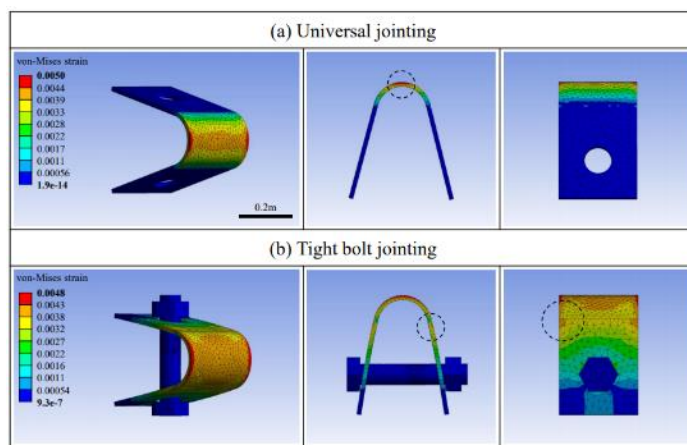 (a) Universal jointing
von-Mises strain
0.0050
0.0044
0.0039
0.0033
0.0028
0.0022
0.0017
0.0011
0.00056
1.9e-14
0.2m
(b) Tight bolt jointing
von-Mises strain
0.0048
0.0043
0.0038
0.0032
0.0027
0.0022
0.0016
0.0011
0.00054
9.3e-7